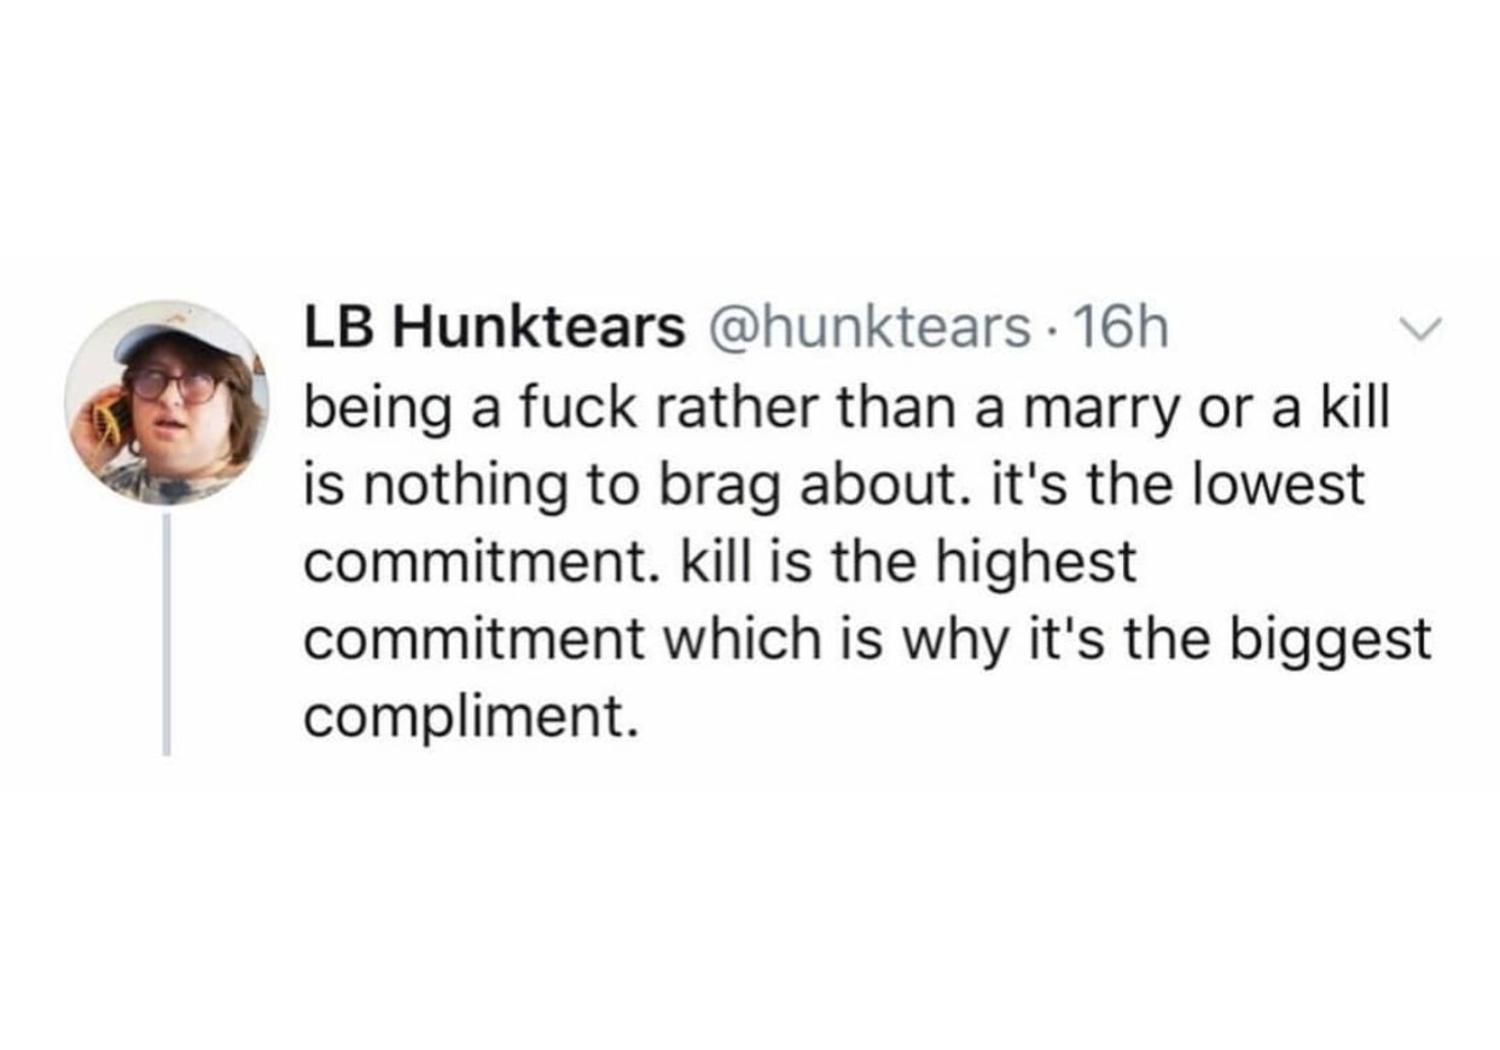 LB Hunktears @hunktears · 16h
being a fuck rather than a marry or a kill
is nothing to brag about. it's the lowest
commitment. kill is the highest
commitment which is why it's the biggest
compliment.